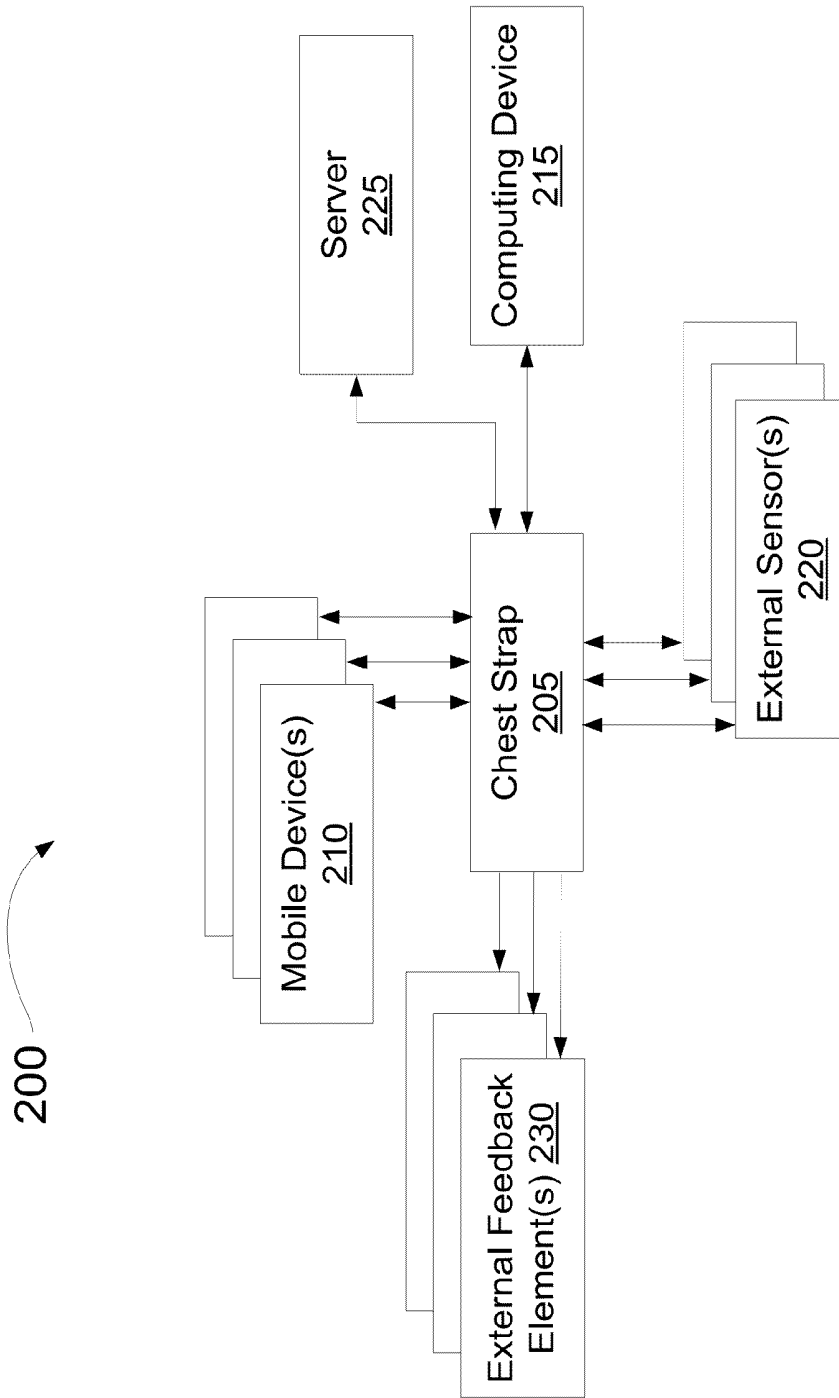 200
Mobile Device(s)
210
Server
225
External Feedback
Element(s) 230
Chest Strap
205
Computing Device
215
External Sensor(s)
220